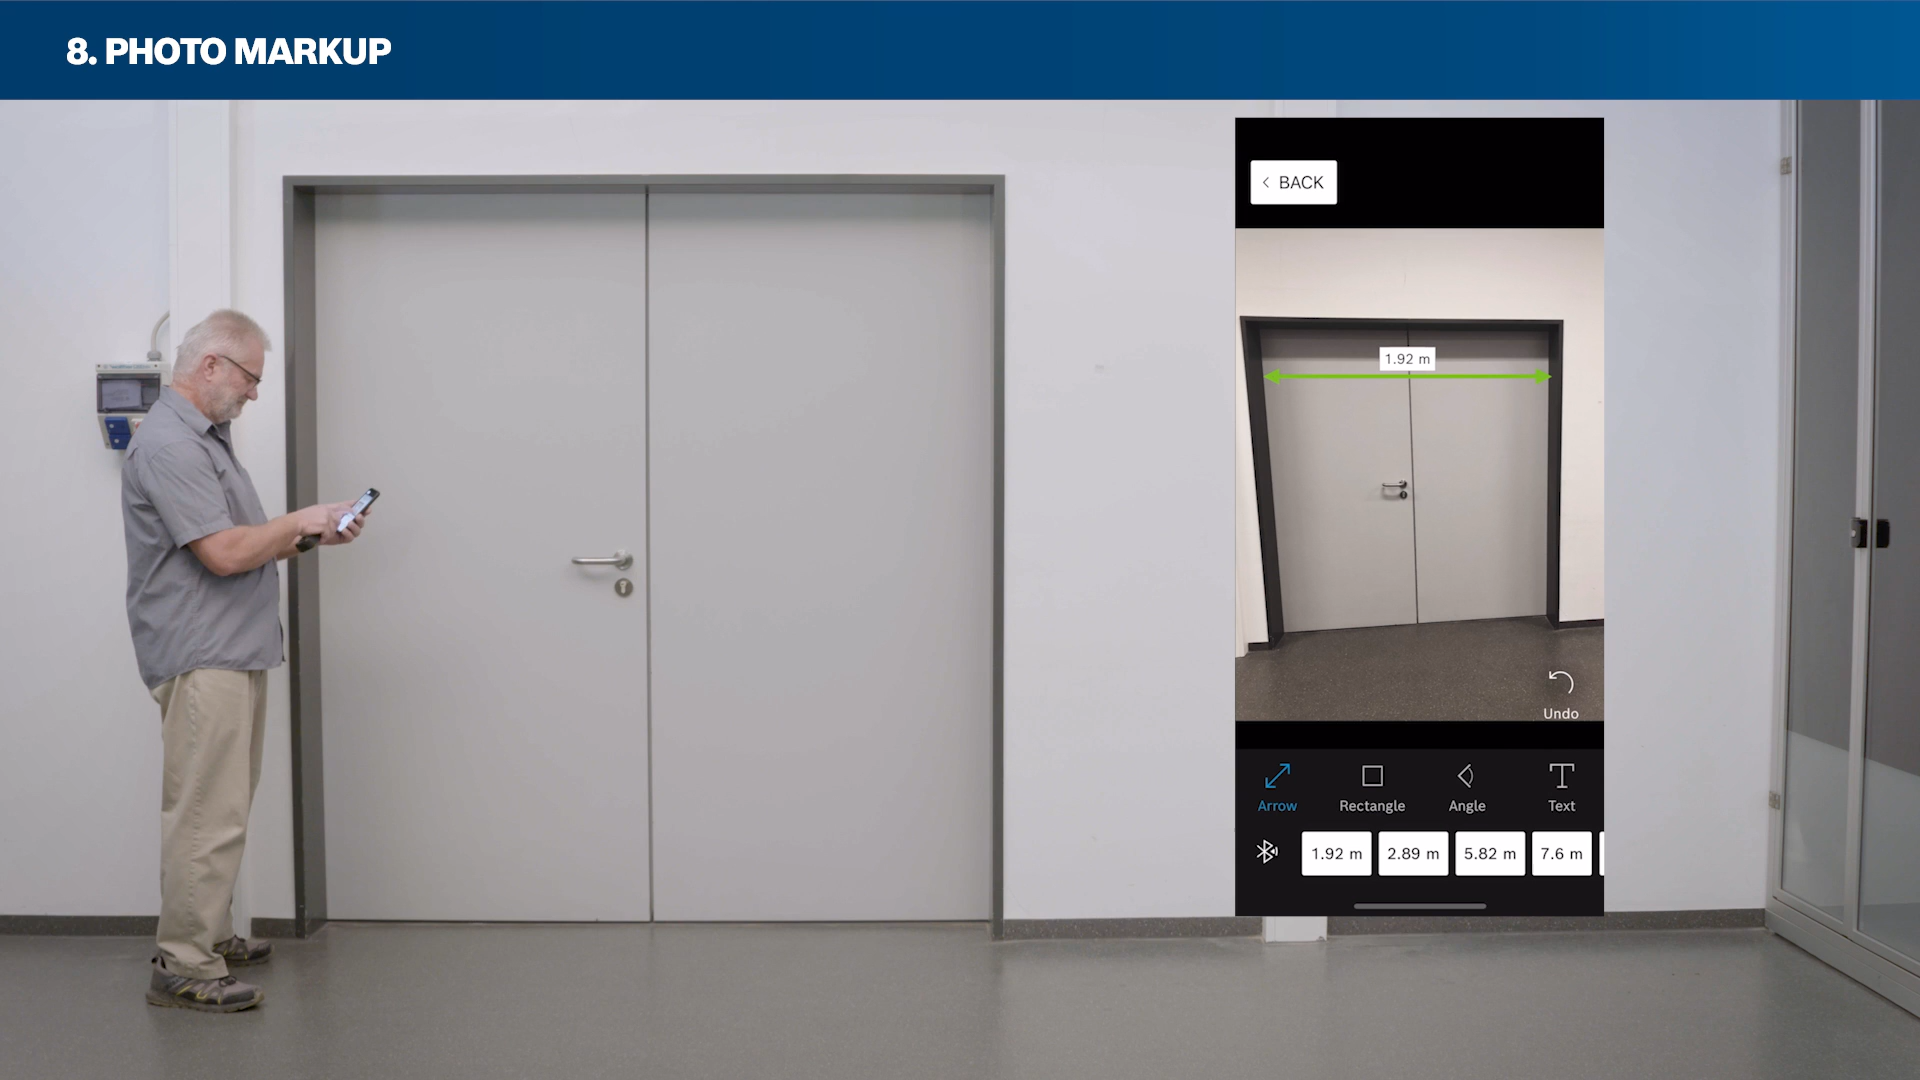 8. PHOTO MARKUP
BACK
1.92 m
Undo
Arrow Rectangle Angle Text
1.92 m 2.89 m 5.82 m 7.6 m